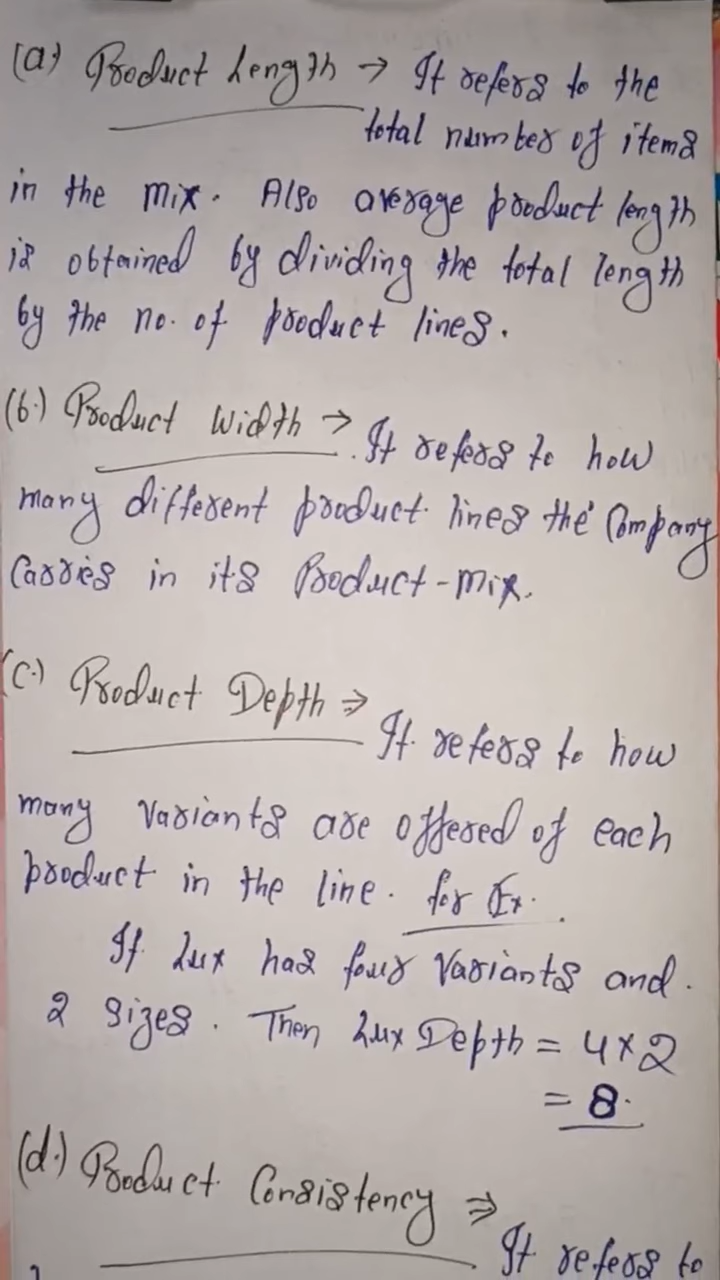 (a) Product Length → It refers to the
total number of items
in the mix. Also average product length
is obtained by dividing the total length
by the no. of product lines.
(b.) Product Width → It refers to how
many different product lines the Company
Carries in its Product-mix.
(c.) Product Depth ⇒ It refers to how
many Variants are offered of each
product in the line. for Ex.
If Lux has four Variants and
2 sizes. Then Lux Depth = 4×2
= 8.
(d.) Product Consistency ⇒
It refers to